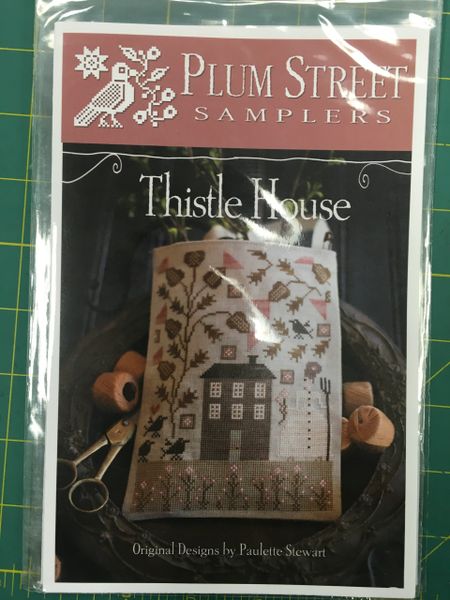 PLUM STREET
SAMPLERS
Thistle House
Original Designs by Paulette Stewart